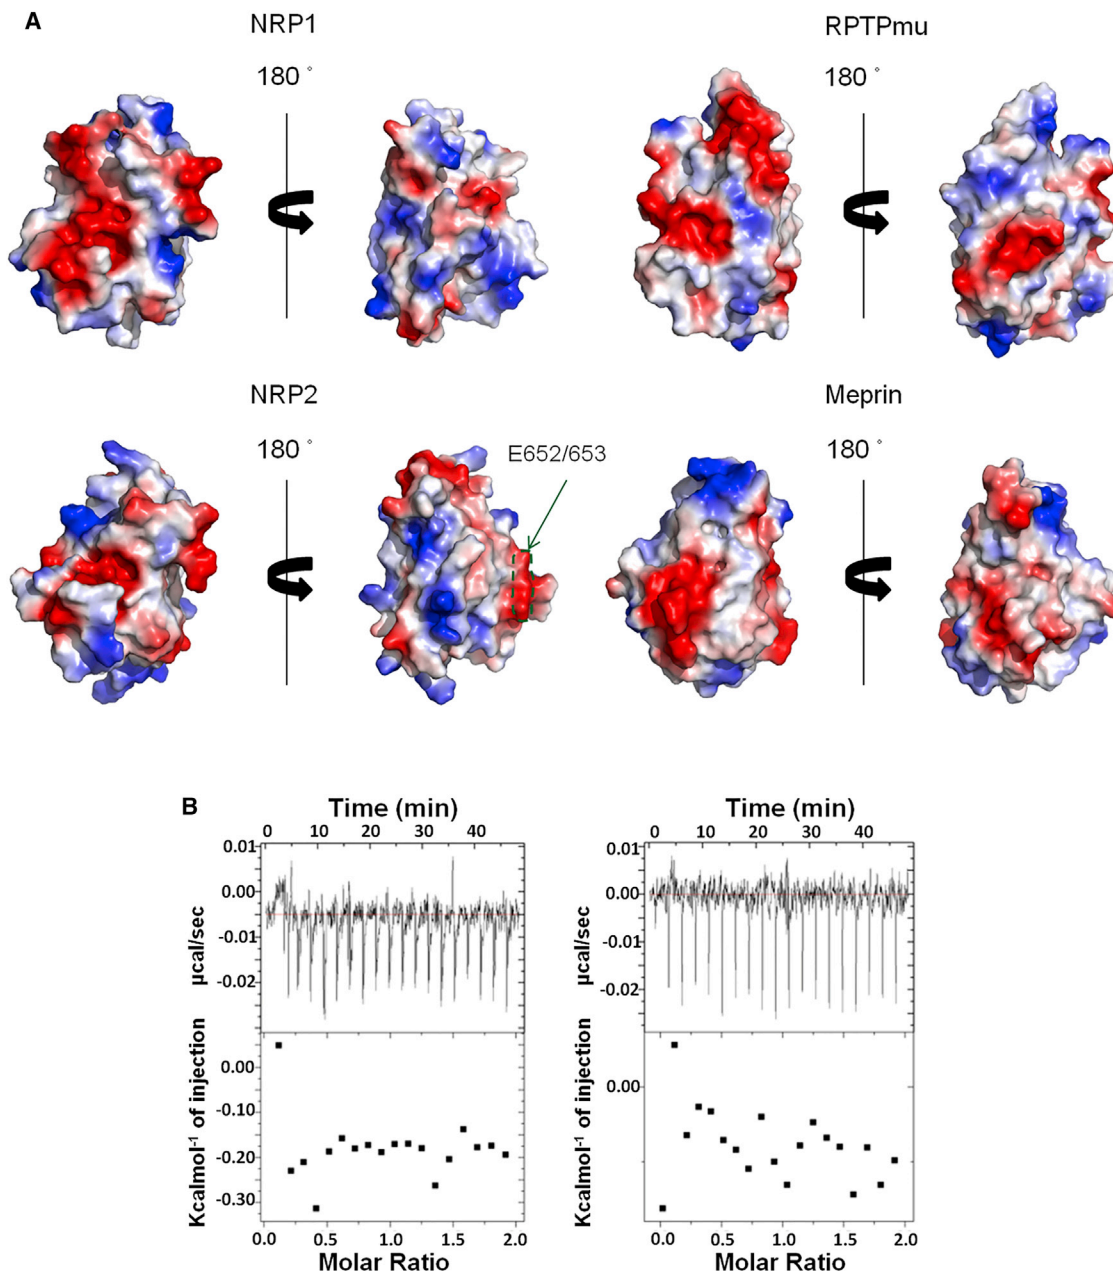 A
NRP1
180 °
RPTPmu
180 °
NRP2
180 °
E652/653
Meprin
180 °
B
Time (min)
0 10 20 30 40
0.01
0.00
-0.01
-0.02
µcal/sec
0.00
-0.10
-0.20
-0.30
Kcalmol-1 of injection
0.0 0.5 1.0 1.5 2.0
Molar Ratio
Time (min)
0 10 20 30 40
0.01
0.00
-0.01
-0.02
µcal/sec
0.00
Kcalmol-1 of injection
0.0 0.5 1.0 1.5 2.0
Molar Ratio